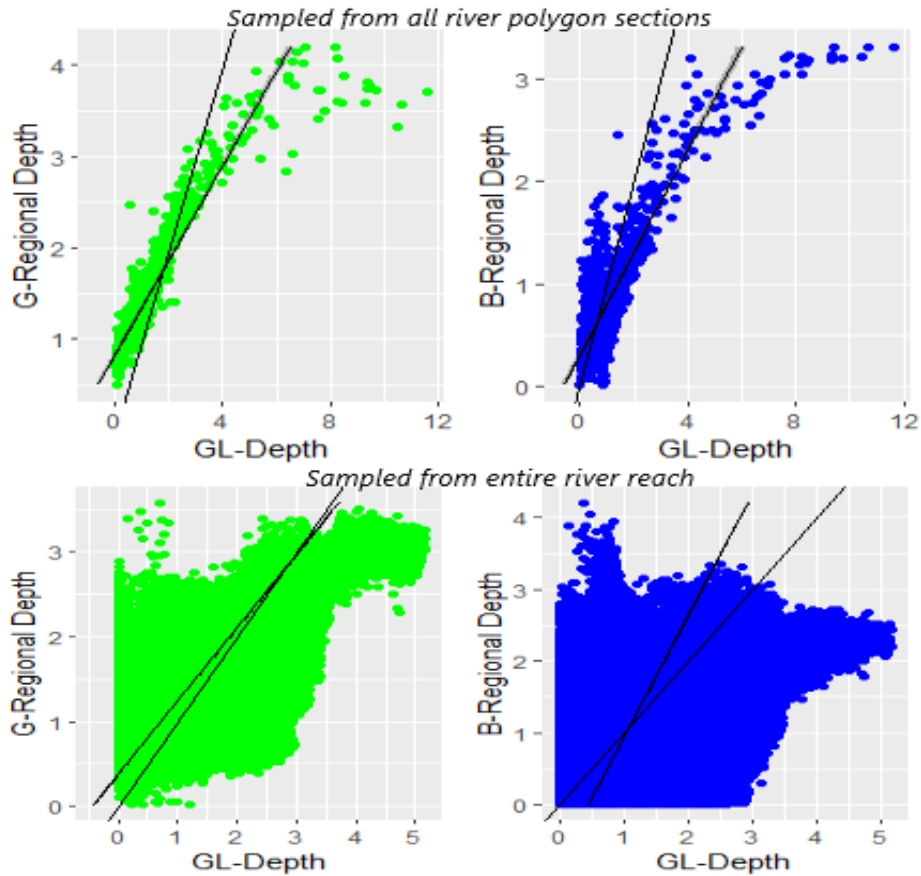 Sampled from all river polygon sections
G-Regional Depth
4
3
2
1
0 4 8 12
GL-Depth
B-Regional Depth
3
2
1
0
0 4 8 12
GL-Depth
Sampled from entire river reach
G-Regional Depth
3
2
1
0
0 1 2 3 4 5
GL-Depth
B-Regional Depth
4
3
2
1
0
0 1 2 3 4 5
GL-Depth